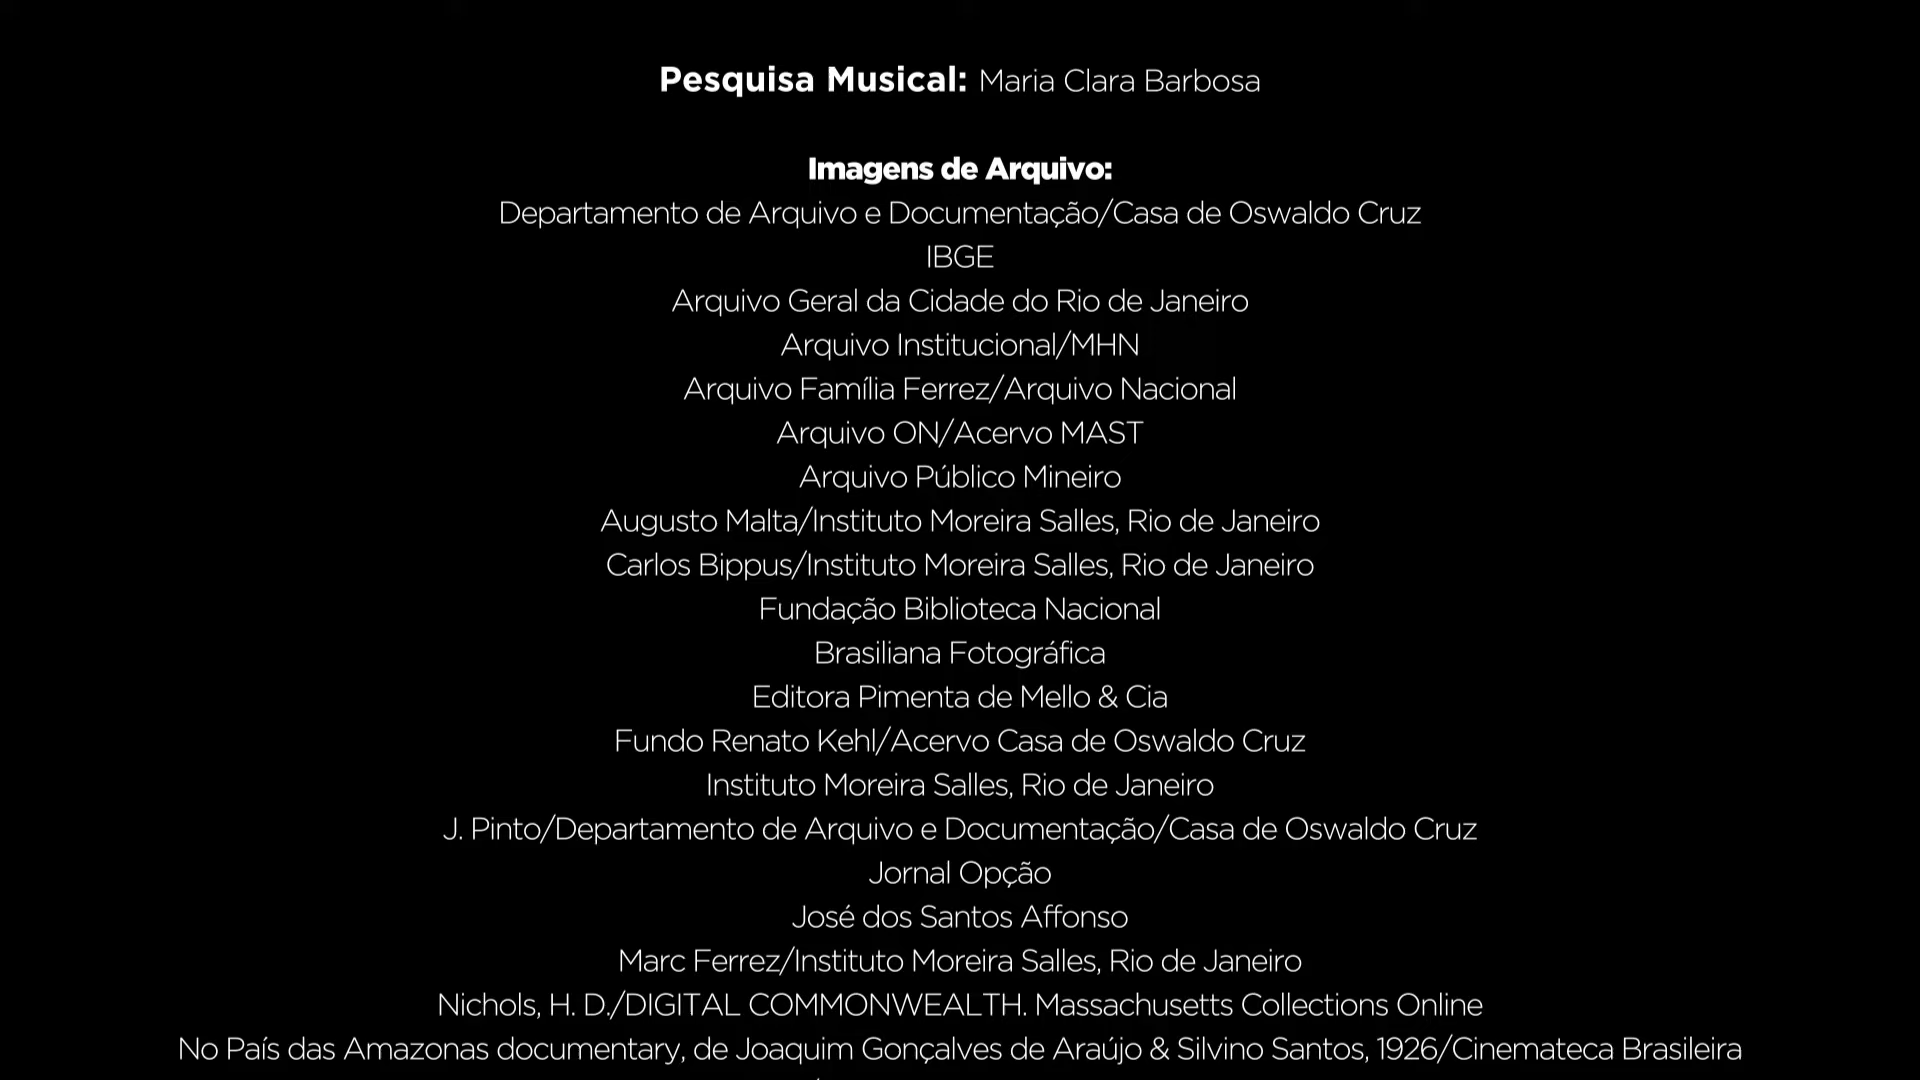 Pesquisa Musical: Maria Clara Barbosa
Imagens de Arquivo:
Departamento de Arquivo e Documentação/Casa de Oswaldo Cruz
IBGE
Arquivo Geral da Cidade do Rio de Janeiro
Arquivo Institucional/MHN
Arquivo Família Ferrez/Arquivo Nacional
Arquivo ON/Acervo MAST
Arquivo Público Mineiro
Augusto Malta/Instituto Moreira Salles, Rio de Janeiro
Carlos Bippus/Instituto Moreira Salles, Rio de Janeiro
Fundação Biblioteca Nacional
Brasiliana Fotográfica
Editora Pimenta de Mello & Cia
Fundo Renato Kehl/Acervo Casa de Oswaldo Cruz
Instituto Moreira Salles, Rio de Janeiro
J. Pinto/Departamento de Arquivo e Documentação/Casa de Oswaldo Cruz
Jornal Opção
José dos Santos Affonso
Marc Ferrez/Instituto Moreira Salles, Rio de Janeiro
Nichols, H. D./DIGITAL COMMONWEALTH. Massachusetts Collections Online
No País das Amazonas documentary, de Joaquim Gonçalves de Araújo & Silvino Santos, 1926/Cinemateca Brasileira